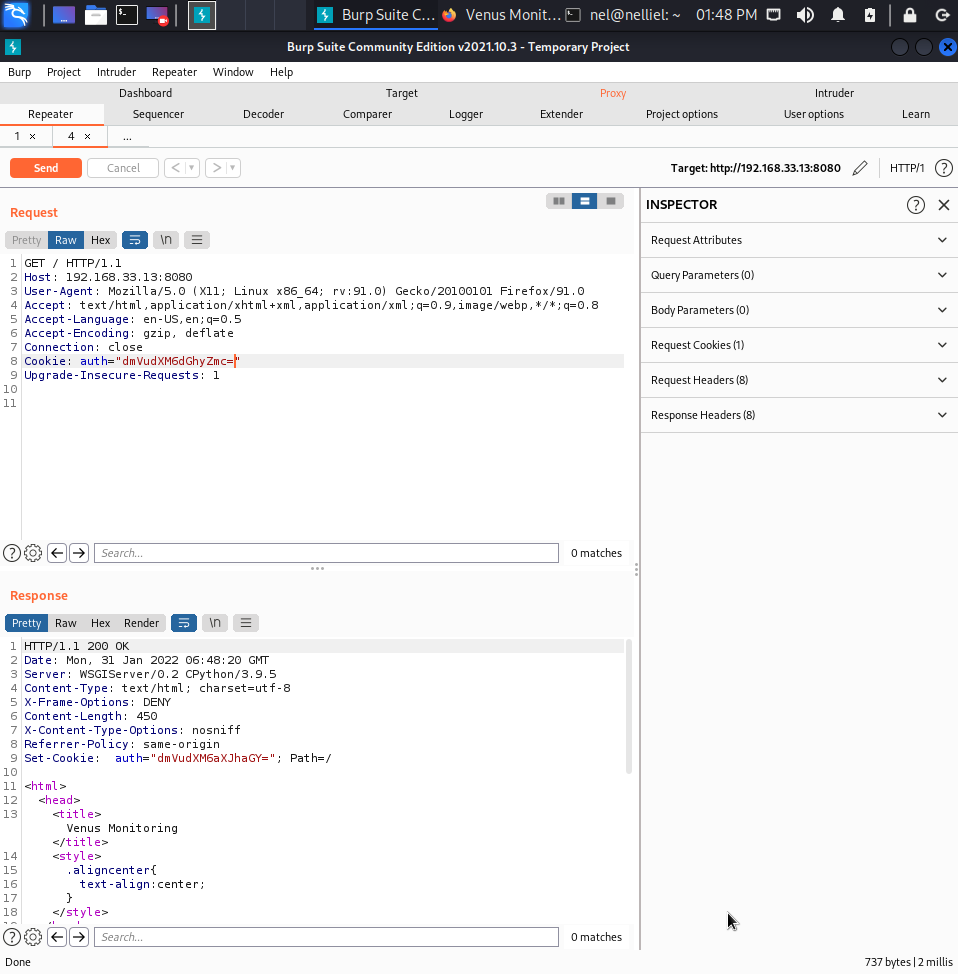 Burp Suite C... Venus Monit... nel@nelliel: ~ 01:48 PM
Burp Suite Community Edition v2021.10.3 - Temporary Project
Burp Project Intruder Repeater Window Help
Dashboard Target Proxy Intruder
Repeater Sequencer Decoder Comparer Logger Extender Project options User options Learn
1 × 4 × ...
Send Cancel < > Target: http://192.168.33.13:8080 HTTP/1 ?
Request
Pretty Raw Hex \n
1 GET / HTTP/1.1
2 Host: 192.168.33.13:8080
3 User-Agent: Mozilla/5.0 (X11; Linux x86_64; rv:91.0) Gecko/20100101 Firefox/91.0
4 Accept: text/html,application/xhtml+xml,application/xml;q=0.9,image/webp,*/*;q=0.8
5 Accept-Language: en-US,en;q=0.5
6 Accept-Encoding: gzip, deflate
7 Connection: close
8 Cookie: auth="dmVudXM6dGhyZmc="
9 Upgrade-Insecure-Requests: 1
10
11
? Search... 0 matches
Response
Pretty Raw Hex Render \n
1 HTTP/1.1 200 OK
2 Date: Mon, 31 Jan 2022 06:48:20 GMT
3 Server: WSGIServer/0.2 CPython/3.9.5
4 Content-Type: text/html; charset=utf-8
5 X-Frame-Options: DENY
6 Content-Length: 450
7 X-Content-Type-Options: nosniff
8 Referrer-Policy: same-origin
9 Set-Cookie:  auth="dmVudXM6aXJhaGY="; Path=/
10
11 <html>
12 <head>
13 <title>
Venus Monitoring
</title>
14 <style>
15 .aligncenter{
16 text-align:center;
17 }
18 </style>
? Search... 0 matches
INSPECTOR ? ×
Request Attributes
Query Parameters (0)
Body Parameters (0)
Request Cookies (1)
Request Headers (8)
Response Headers (8)
Done 737 bytes | 2 millis